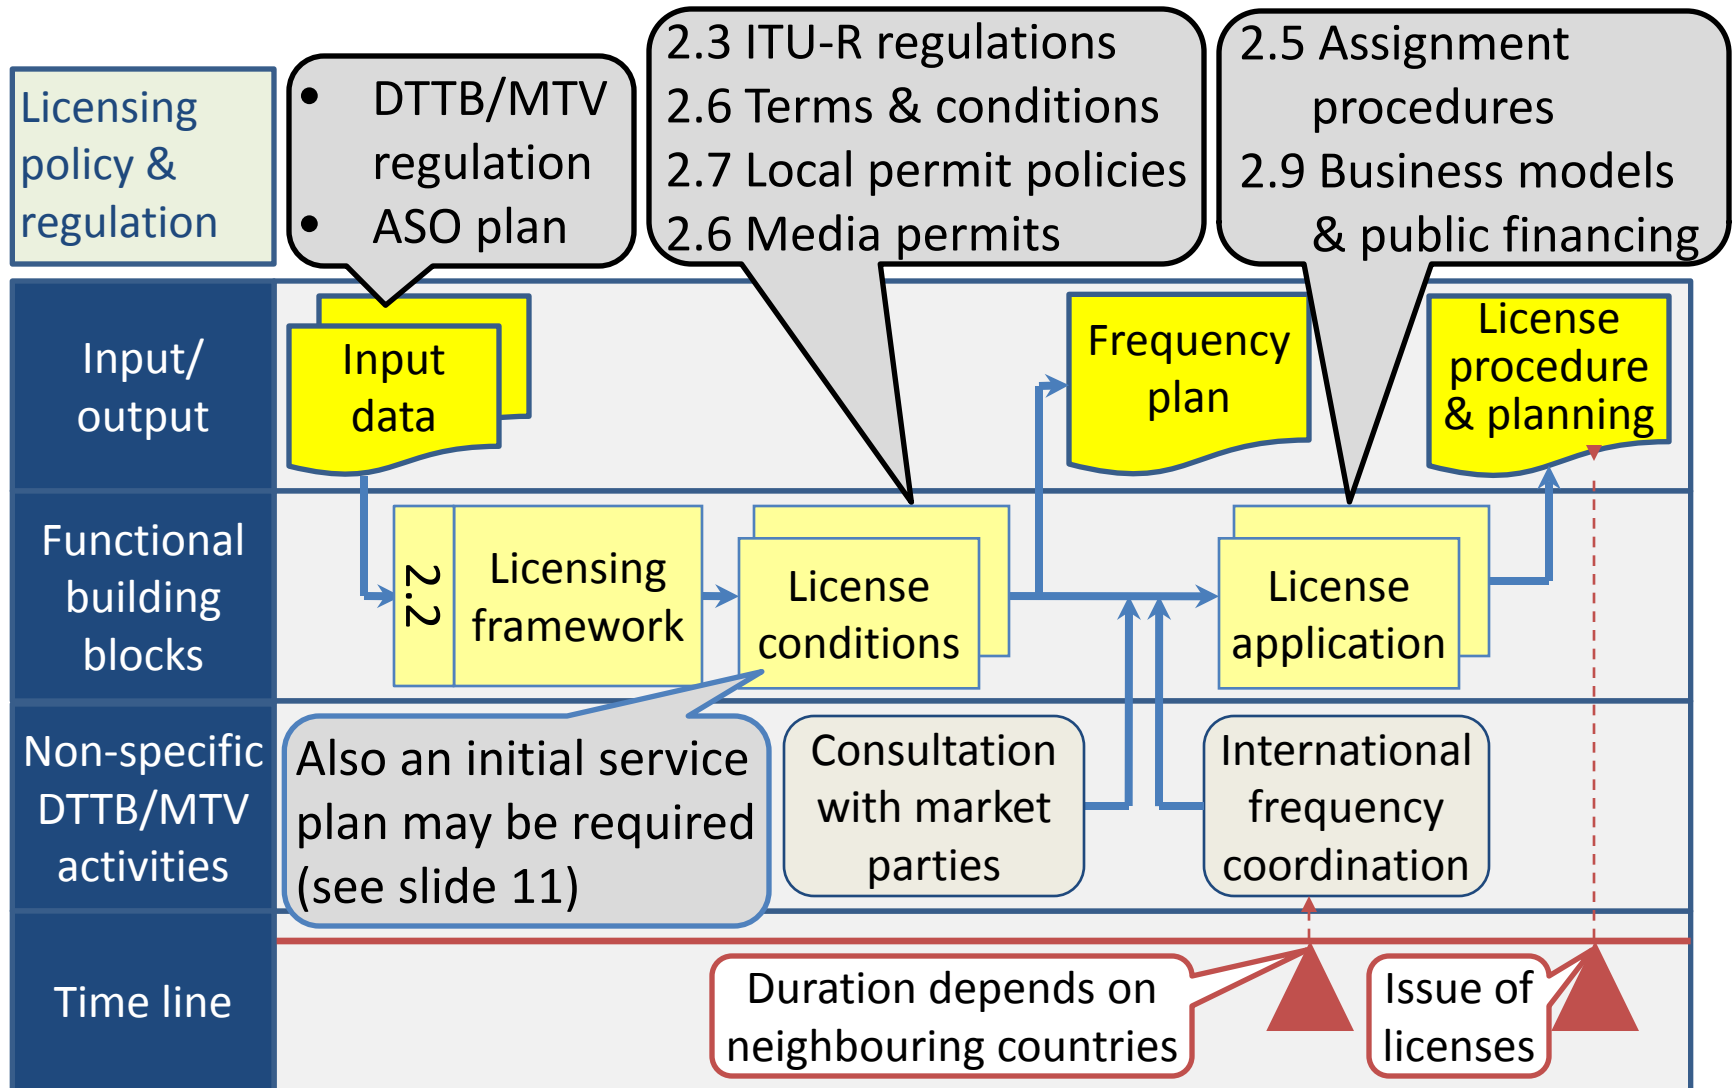 Licensing
policy &
regulation
• DTTB/MTV
regulation
• ASO plan
2.3 ITU-R regulations
2.6 Terms & conditions
2.7 Local permit policies
2.6 Media permits
2.5 Assignment
procedures
2.9 Business models
& public financing
Input/
output
Input
data
Frequency
plan
License
procedure
& planning
Functional
building
blocks
2.2
Licensing
framework
License
conditions
License
application
Non-specific
DTTB/MTV
activities
Also an initial service
plan may be required
(see slide 11)
Consultation
with market
parties
International
frequency
coordination
Time line
Duration depends on
neighbouring countries
Issue of
licenses